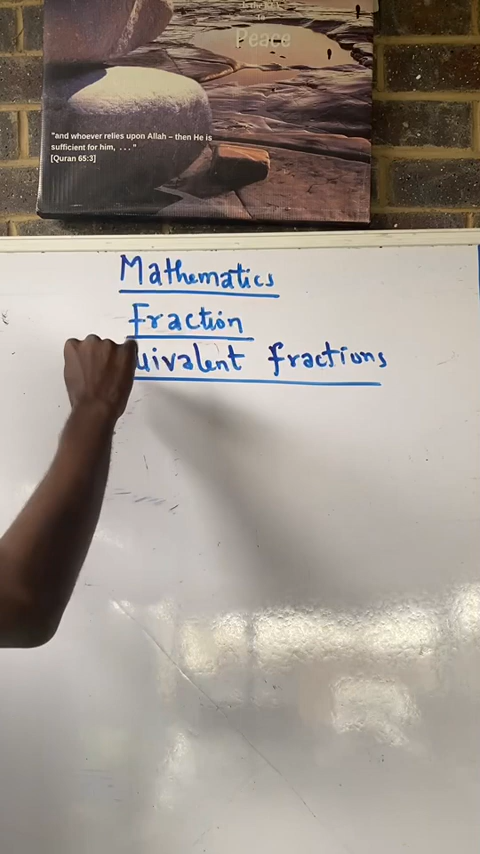 To
Peace
"and whoever relies upon Allah – then He is
sufficient for him, . . . "
[Quran 65:3]
Mathematics
Fraction
uivalent fractions